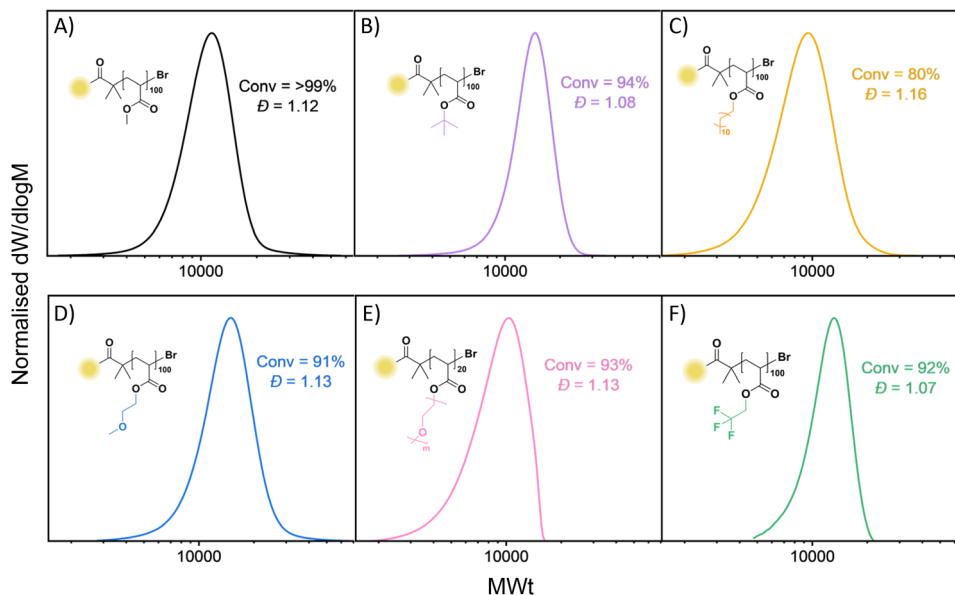 A)
O
Br
100
O
O
Conv = >99%
Đ = 1.12
10000
B)
O
Br
100
O
O
Conv = 94%
Đ = 1.08
10000
C)
O
Br
100
O
O
10
Conv = 80%
Đ = 1.16
10000
Normalised dW/dlogM
D)
O
Br
100
O
O
O
Conv = 91%
Đ = 1.13
10000
E)
O
Br
20
O
O
O
m
Conv = 93%
Đ = 1.13
10000
F)
O
Br
100
O
O
F
F
F
Conv = 92%
Đ = 1.07
10000
MWt